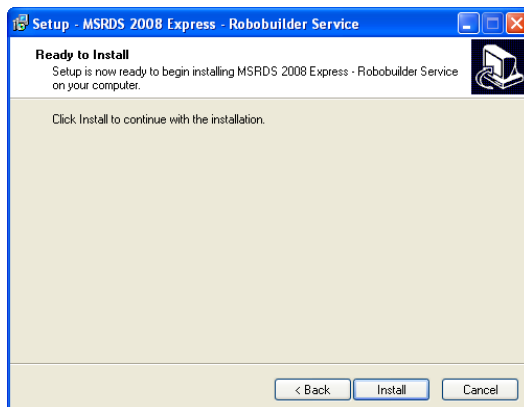 Setup - MSRDS 2008 Express - Robobuilder Service
Ready to Install
Setup is now ready to begin installing MSRDS 2008 Express - Robobuilder Service
on your computer.
Click Install to continue with the installation.
< Back
Install
Cancel